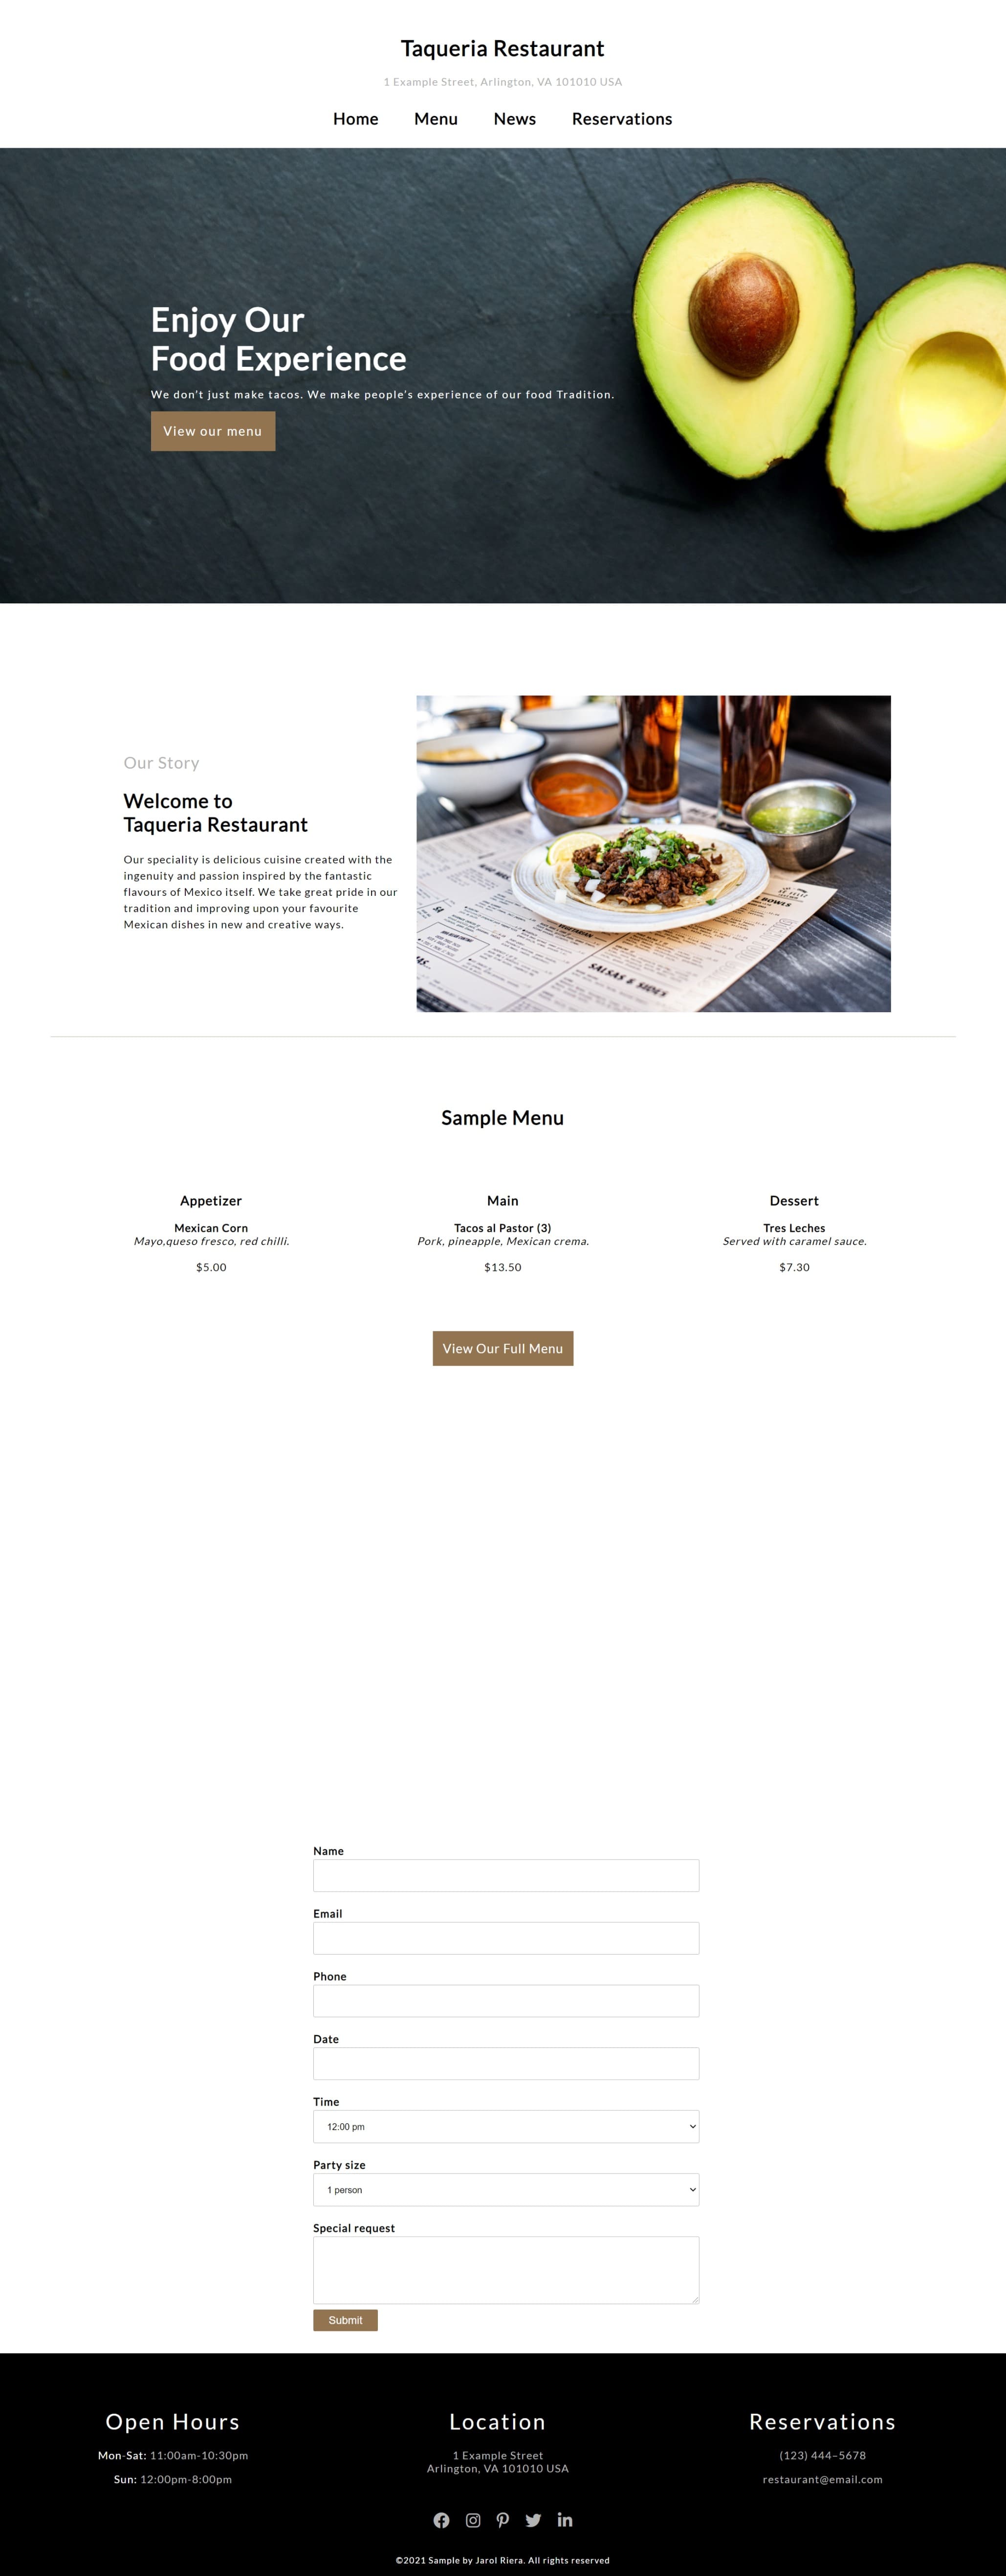 Taqueria Restaurant
1 Example Street, Arlington, VA 101010 USA
Home Menu News Reservations
Enjoy Our
Food Experience
We don't just make tacos. We make people's experience of our food Tradition.
View our menu
Our Story
Welcome to
Taqueria Restaurant
Our speciality is delicious cuisine created with the
ingenuity and passion inspired by the fantastic
flavours of Mexico itself. We take great pride in our
tradition and improving upon your favourite
Mexican dishes in new and creative ways.
BOWLS
SALSAS & SIDES
Sample Menu
Appetizer
Mexican Corn
Mayo,queso fresco, red chilli.
$5.00
Main
Tacos al Pastor (3)
Pork, pineapple, Mexican crema.
$13.50
Dessert
Tres Leches
Served with caramel sauce.
$7.30
View Our Full Menu
Name
Email
Phone
Date
Time
12:00 pm
Party size
1 person
Special request
Submit
Open Hours
Mon-Sat: 11:00am-10:30pm
Sun: 12:00pm-8:00pm
Location
1 Example Street
Arlington, VA 101010 USA
Reservations
(123) 444–5678
restaurant@email.com
©2021 Sample by Jarol Riera. All rights reserved